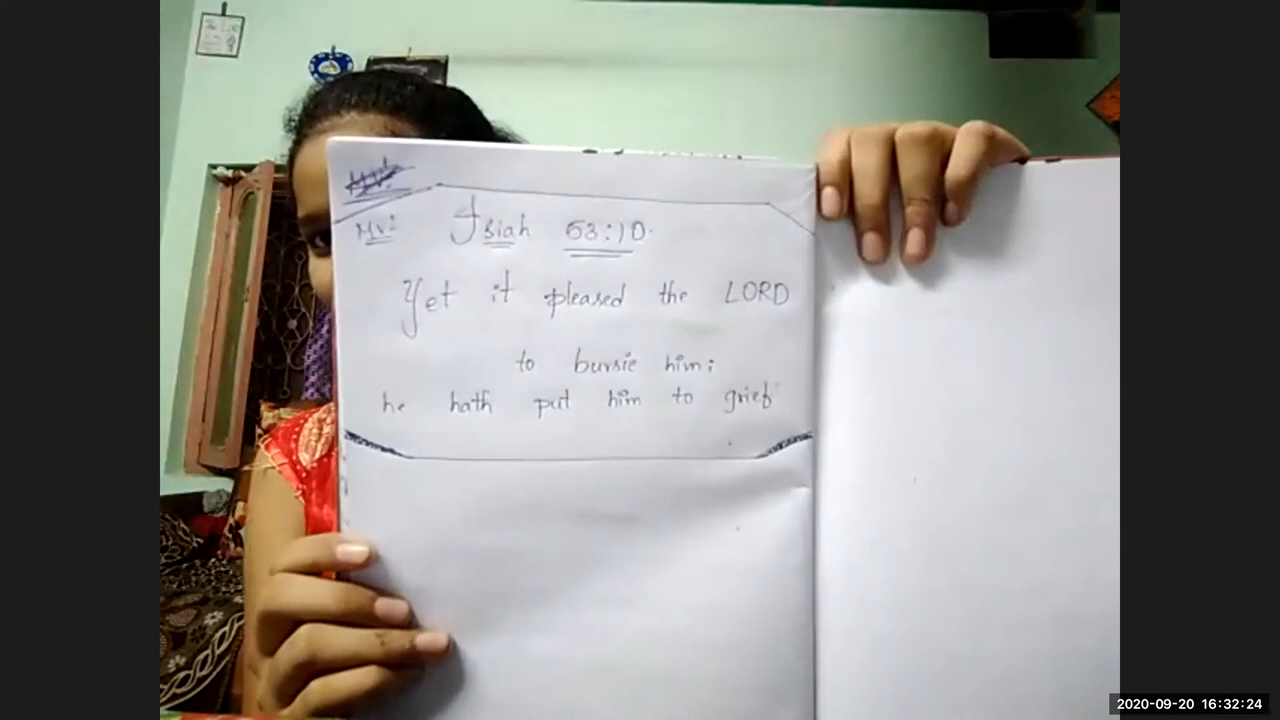 Mv: Isiah 53:10.
Yet it pleased the LORD
to bursie him;
he hath put him to grief
2020-09-20 16:32:24